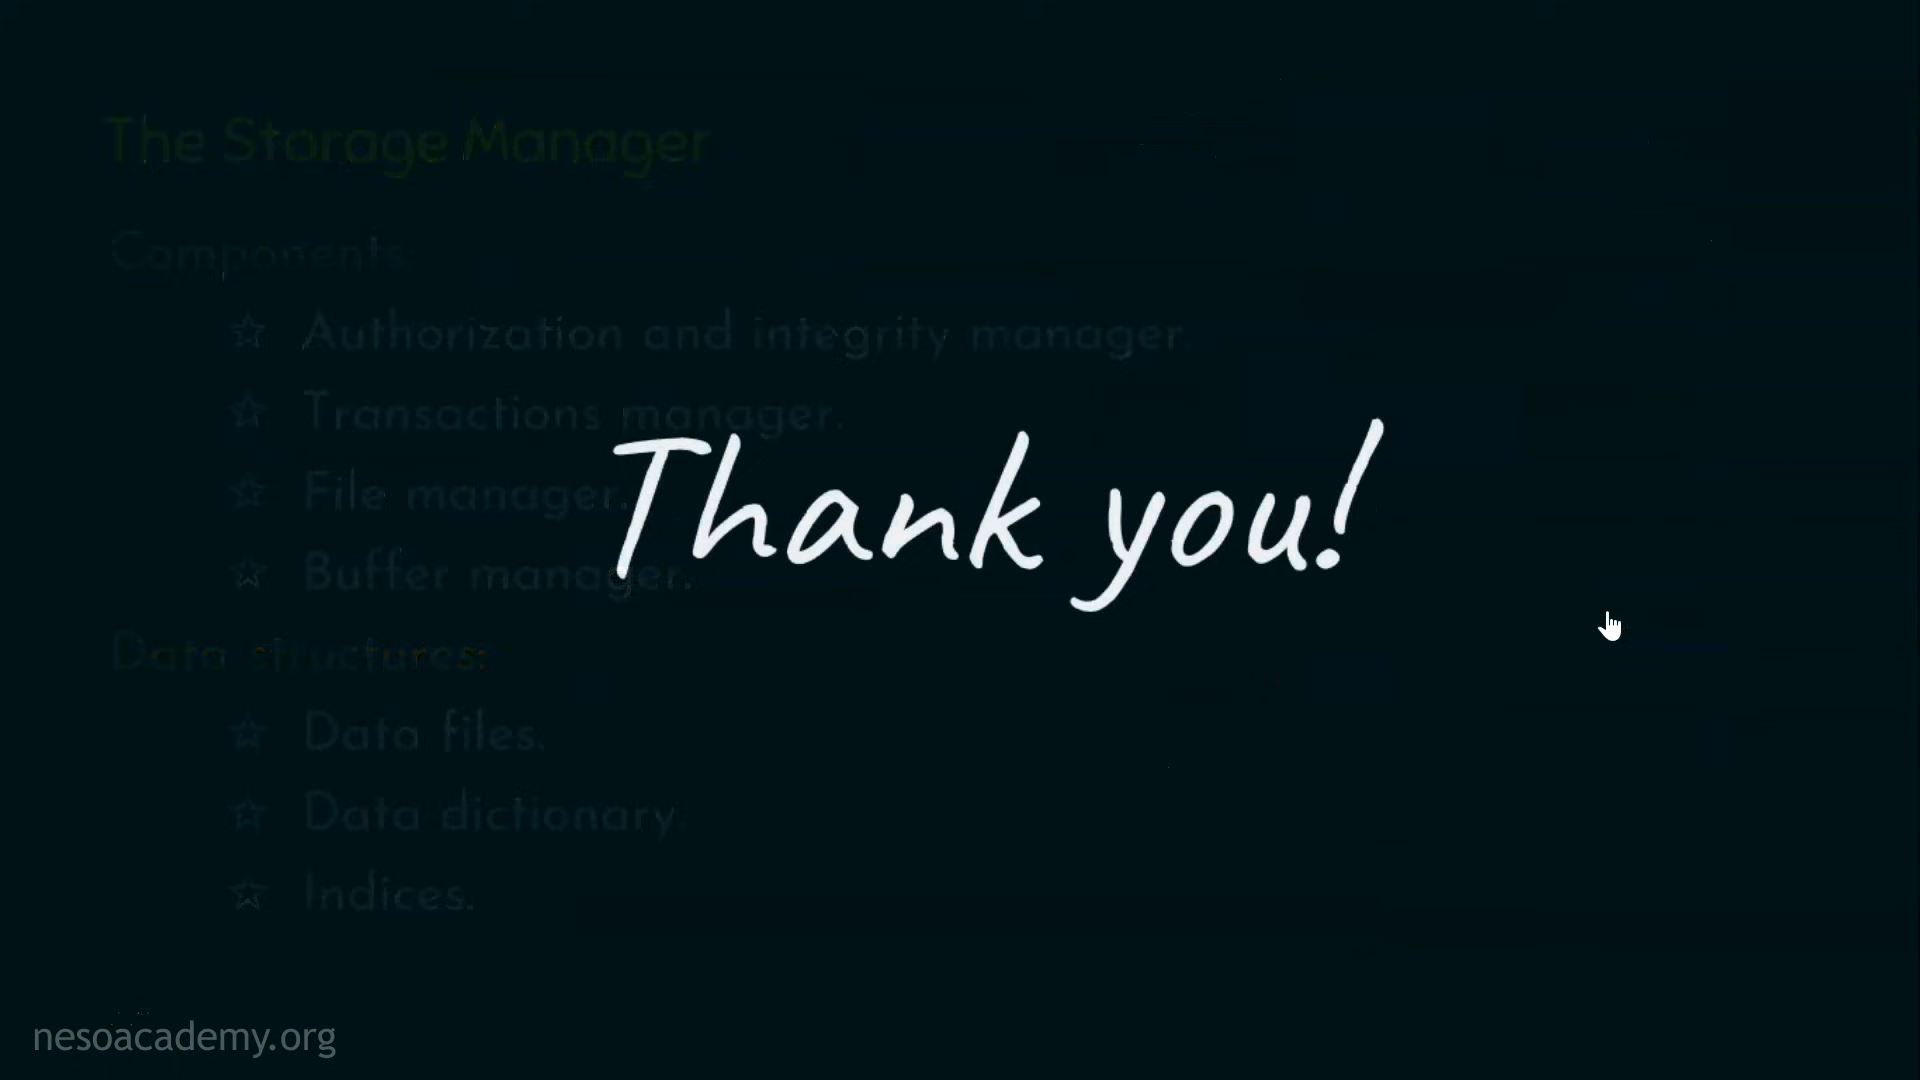 The Storage Manager
Components:
☆ Authorization and integrity manager.
☆ Transactions manager.
☆ File manager.
☆ Buffer manager.
Thank you!
Data structures:
☆ Data files.
☆ Data dictionary.
☆ Indices.
nesoacademy.org